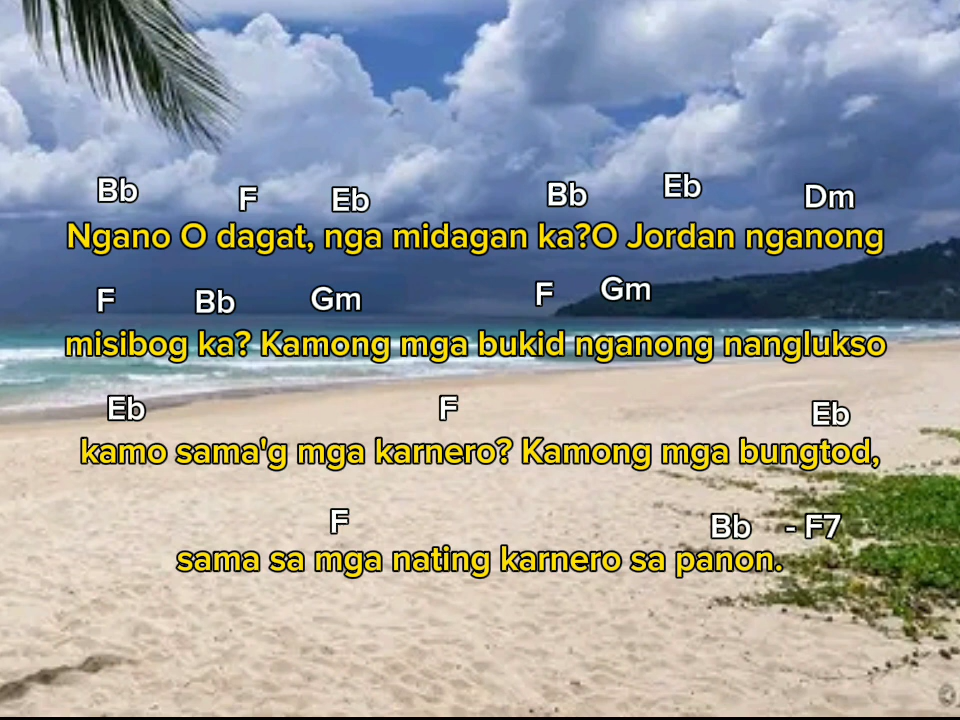 Bb F Eb Bb Eb Dm
Ngano O dagat, nga midagan ka?O Jordan nganong
F Bb Gm F Gm
misibog ka? Kamong mga bukid nganong nanglukso
Eb F Eb
kamo sama'g mga karnero? Kamong mga bungtod,
F Bb - F7
sama sa mga nating karnero sa panon.